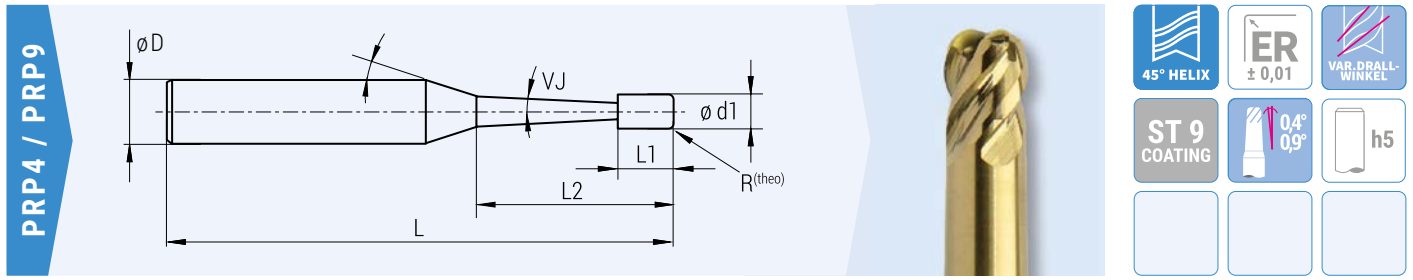 PRP4 / PRP9
øD
VJ
ø d1
L1
R(theo)
L2
L
45° HELIX
ER
± 0,01
VAR.DRALL-
WINKEL
ST 9
COATING
0,4°
0,9°
h5